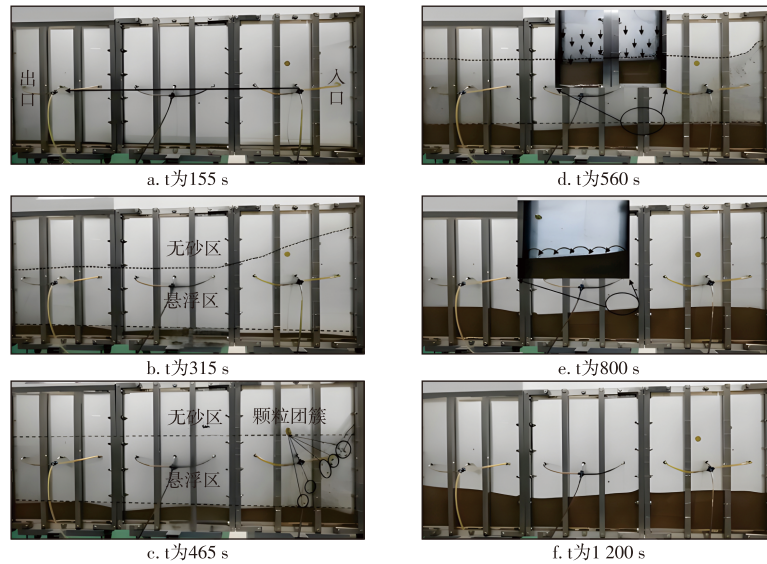 出口
入口
a. t为155 s
无砂区
悬浮区
b. t为315 s
无砂区
颗粒团簇
悬浮区
c. t为465 s
d. t为560 s
e. t为800 s
f. t为1 200 s